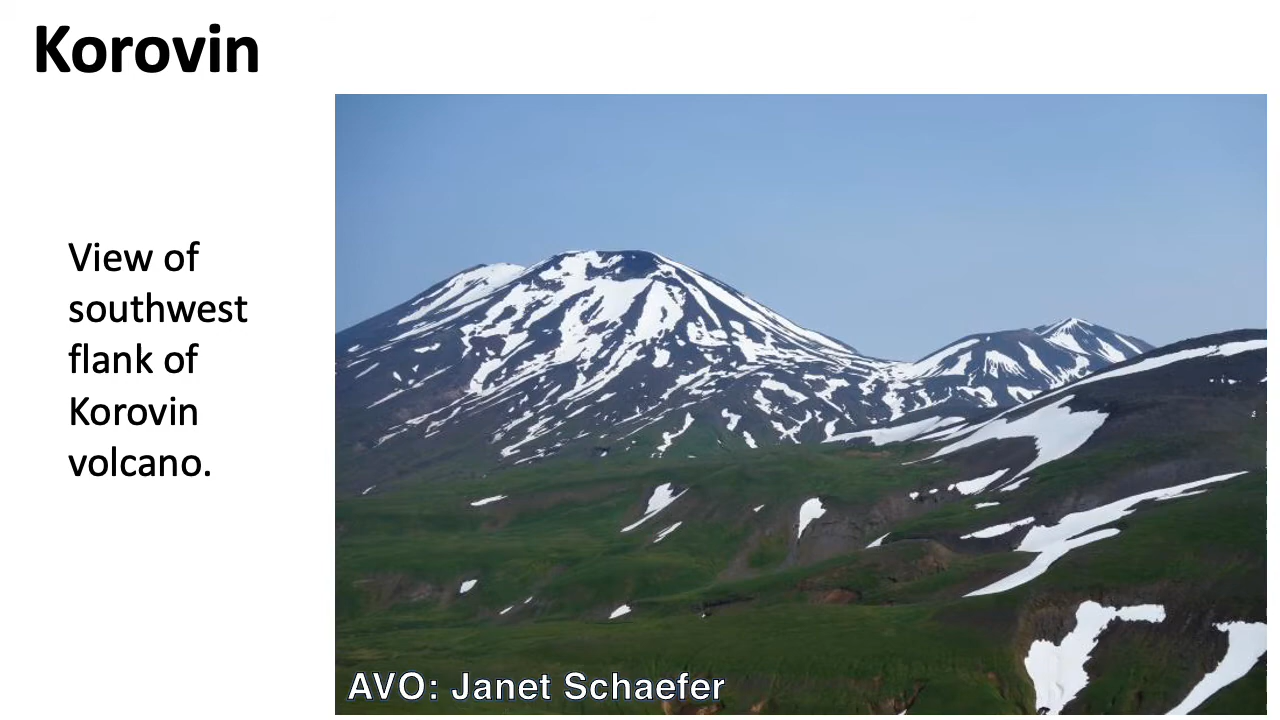 Korovin
View of
southwest
flank of
Korovin
volcano.
AVO: Janet Schaefer